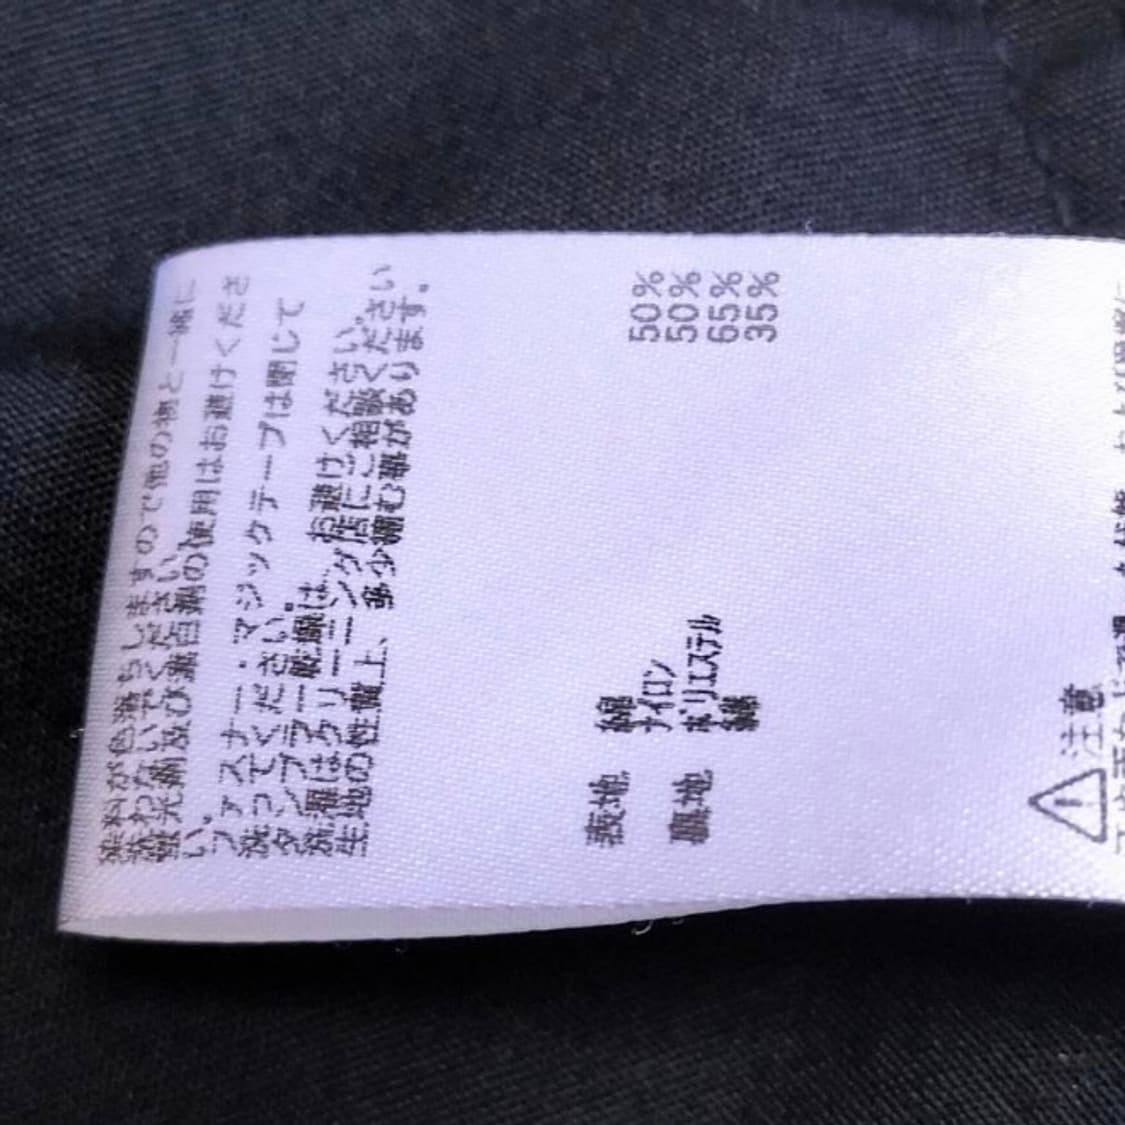 染料が色落ちしますので他の物と一緒に
洗わないでください。
蛍光剤及び漂白剤の使用はお避けくださ
い。
ファスナー・マジックテープは閉じて
洗ってください。
タンブラー乾燥は、お避けください。
洗濯はクリーニング店にご相談ください
生地の性質上、多少縮む事があります。
表地 綿 50%
ナイロン 50%
裏地 ポリエステル 65%
綿 35%
注意